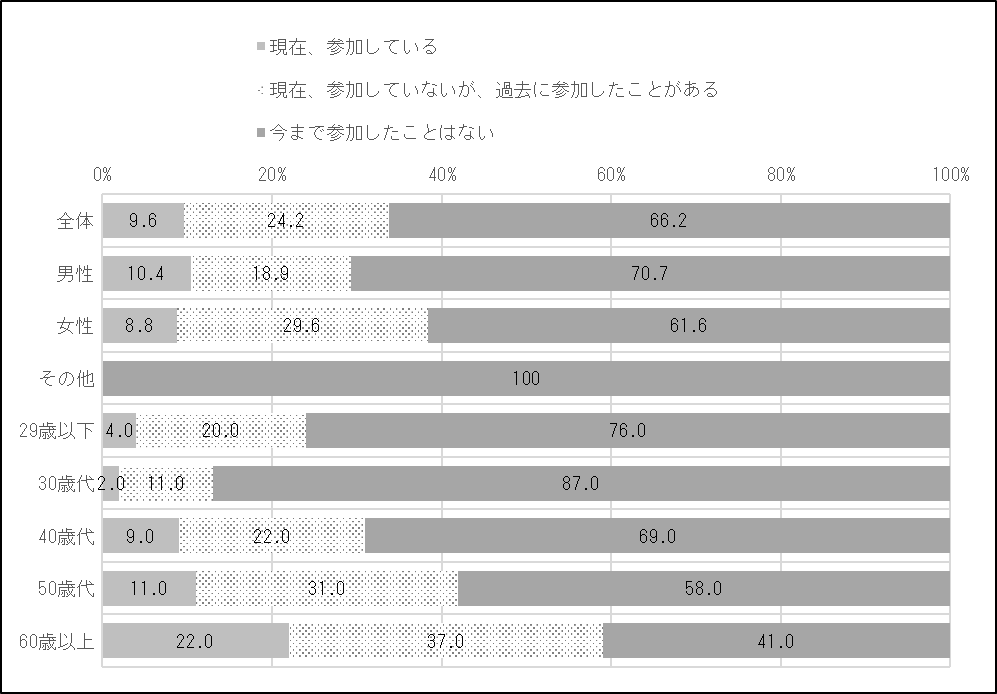 現在、参加している
現在、参加していないが、過去に参加したことがある
今まで参加したことはない
0% 20% 40% 60% 80% 100%
全体 9.6 24.2 66.2
男性 10.4 18.9 70.7
女性 8.8 29.6 61.6
その他 100
29歳以下 4.0 20.0 76.0
30歳代 2.0 11.0 87.0
40歳代 9.0 22.0 69.0
50歳代 11.0 31.0 58.0
60歳以上 22.0 37.0 41.0